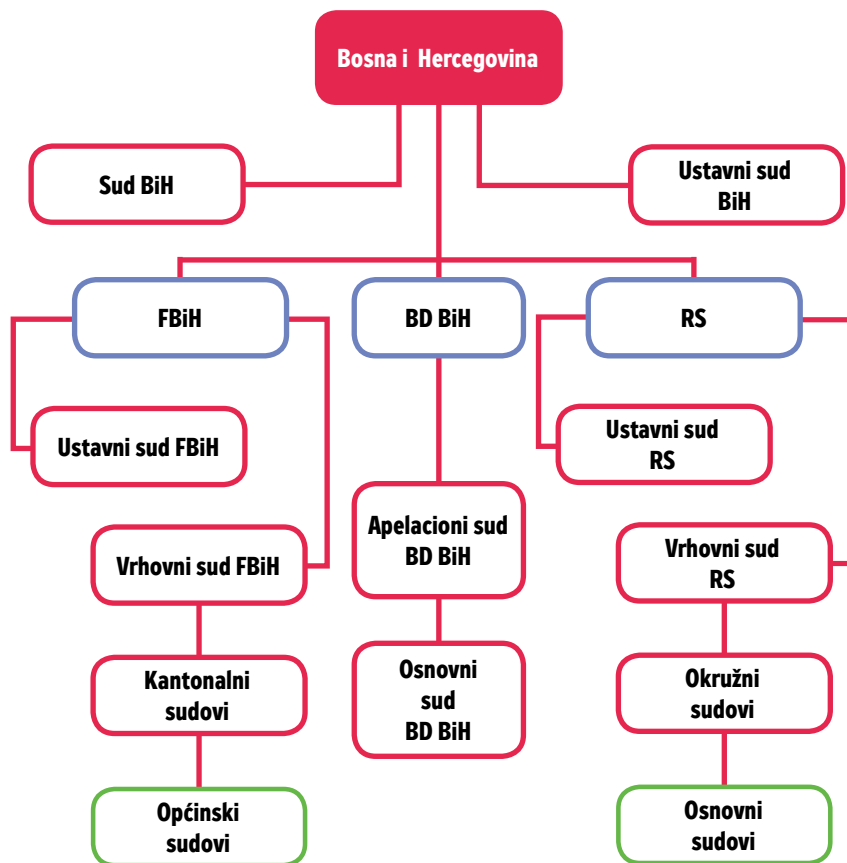 Bosna i Hercegovina
Sud BiH
Ustavni sud
BiH
FBiH
BD BiH
RS
Ustavni sud FBiH
Ustavni sud
RS
Apelacioni sud
BD BiH
Vrhovni sud FBiH
Vrhovni sud
RS
Kantonalni
sudovi
Osnovni
sud
BD BiH
Okružni
sudovi
Općinski
sudovi
Osnovni
sudovi